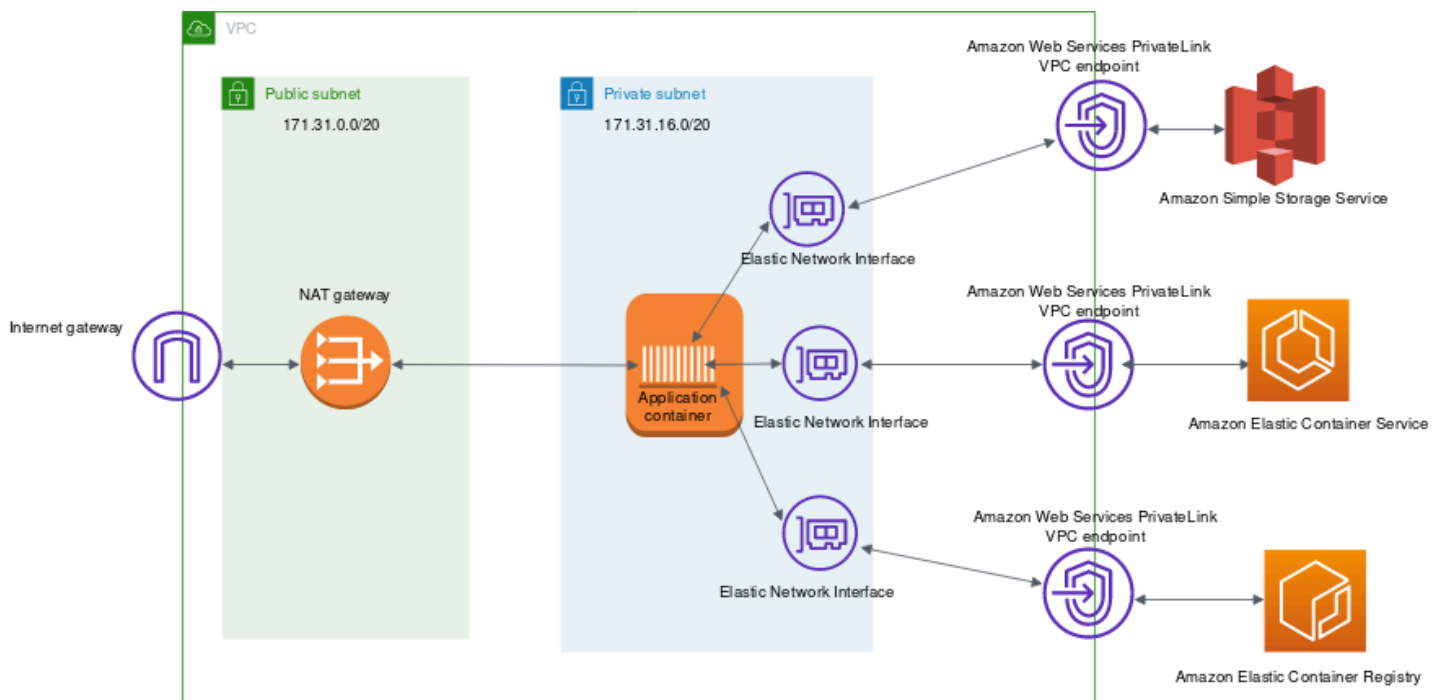 VPC
Public subnet
171.31.0.0/20
Private subnet
171.31.16.0/20
Amazon Web Services PrivateLink
VPC endpoint
Amazon Simple Storage Service
Elastic Network Interface
Internet gateway
NAT gateway
Application
container
Elastic Network Interface
Amazon Web Services PrivateLink
VPC endpoint
Amazon Elastic Container Service
Elastic Network Interface
Amazon Web Services PrivateLink
VPC endpoint
Amazon Elastic Container Registry